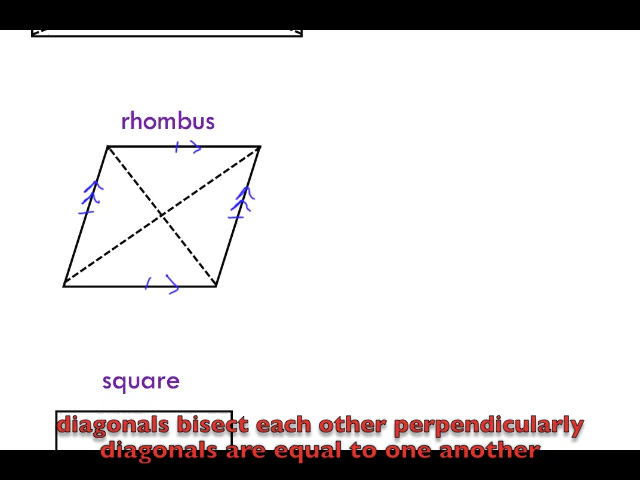 rhombus
square
diagonals bisect each other perpendicularly
diagonals are equal to one another